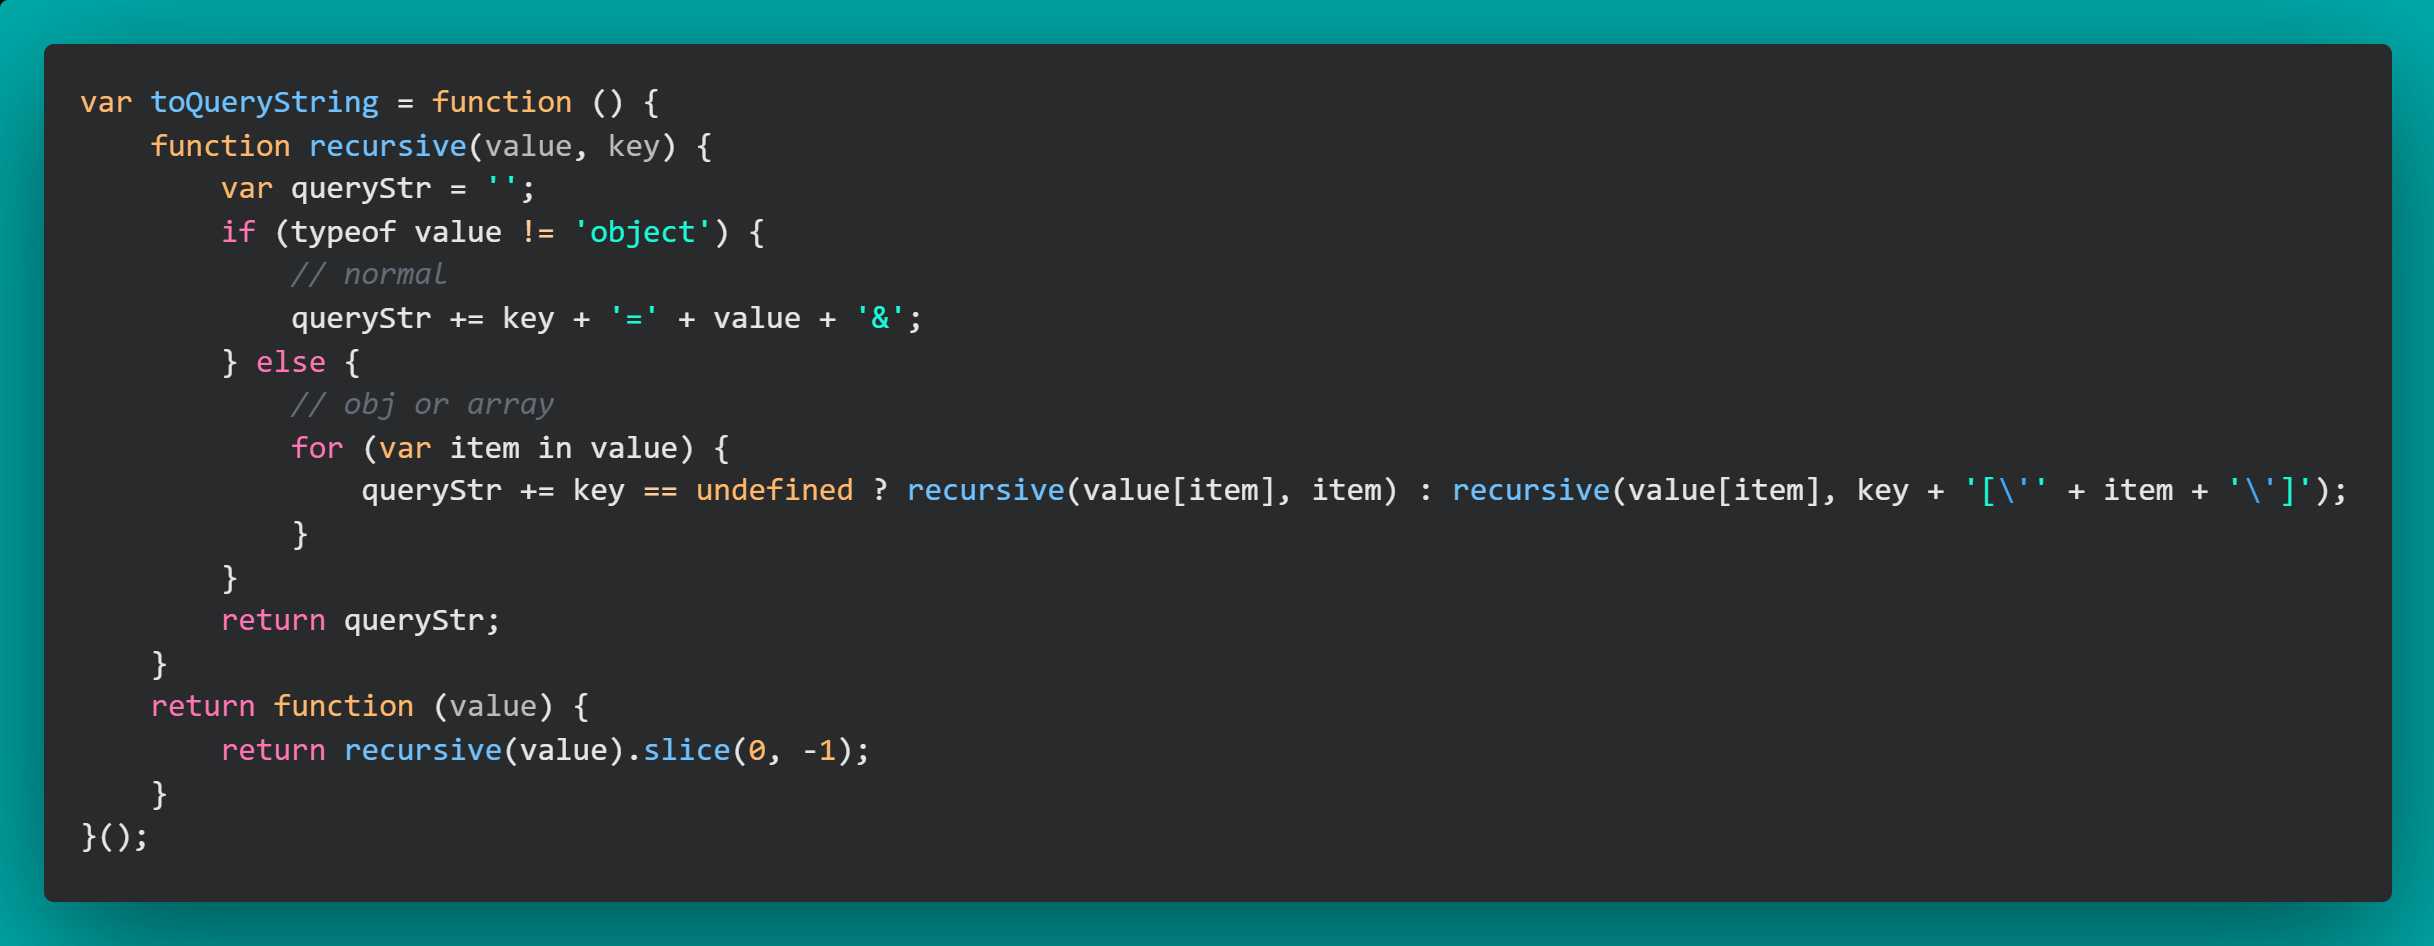 var toQueryString = function () {
    function recursive(value, key) {
        var queryStr = '';
        if (typeof value != 'object') {
            // normal
            queryStr += key + '=' + value + '&';
        } else {
            // obj or array
            for (var item in value) {
                queryStr += key == undefined ? recursive(value[item], item) : recursive(value[item], key + '[\'' + item + '\']');
            }
        }
        return queryStr;
    }
    return function (value) {
        return recursive(value).slice(0, -1);
    }
}();